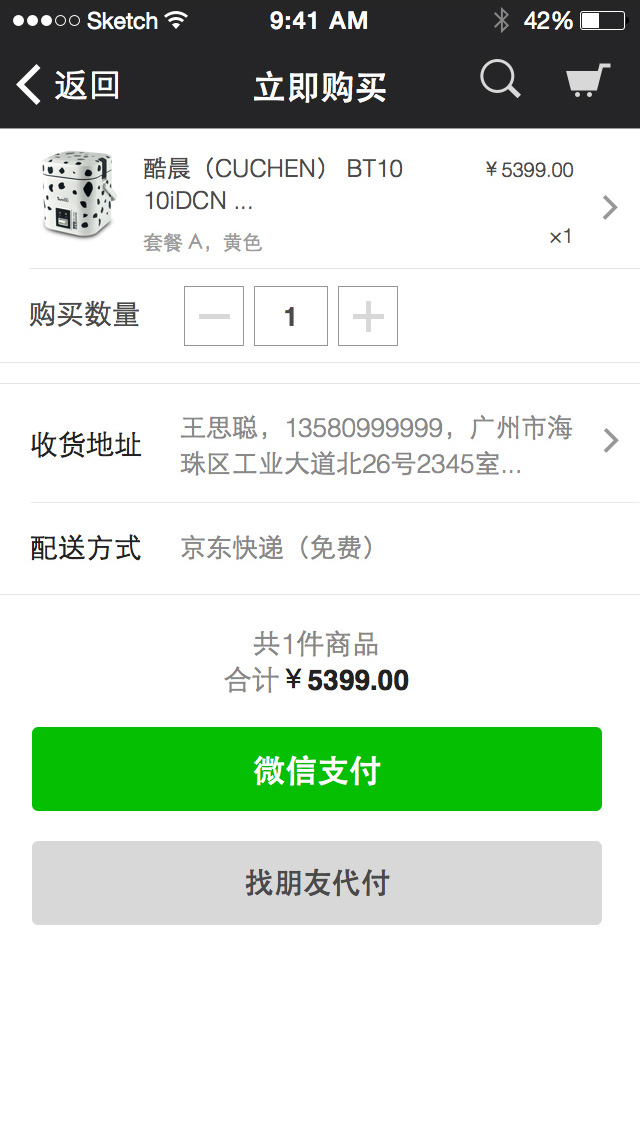 Sketch 9:41 AM 42%
返回 立即购买
酷晨（CUCHEN） BT10 ¥5399.00
10iDCN ...
套餐 A，黄色 ×1
购买数量 1
收货地址 王思聪，13580999999，广州市海
珠区工业大道北26号2345室...
配送方式 京东快递（免费）
共1件商品
合计 ¥5399.00
微信支付
找朋友代付